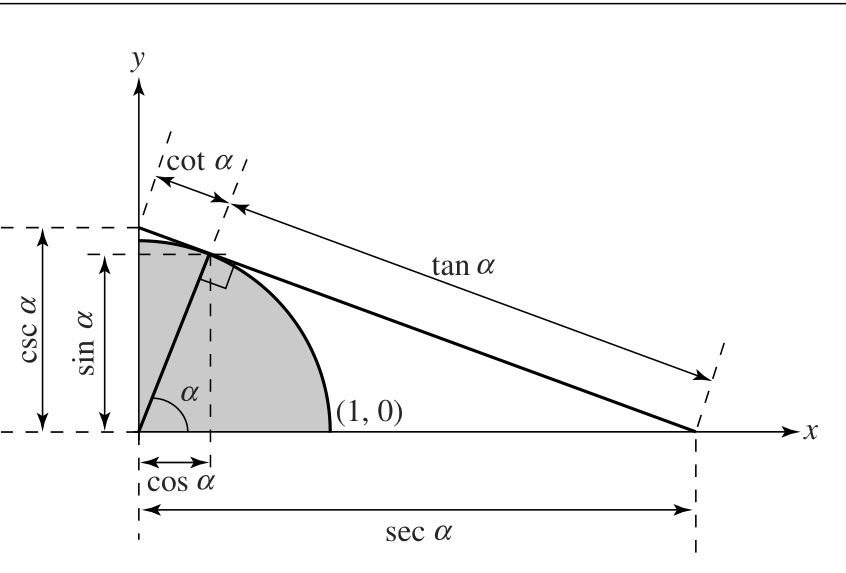 y
cot α
tan α
csc α
sin α
α
(1, 0)
x
cos α
sec α